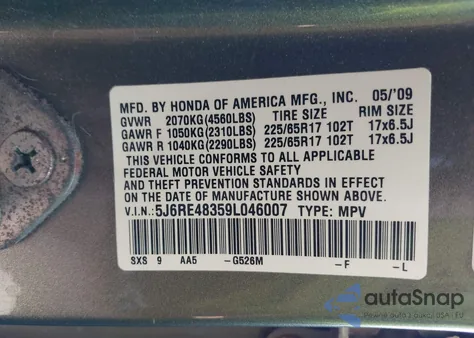 MFD. BY HONDA OF AMERICA MFG., INC. 05/'09
GVWR 2070KG(4560LBS) TIRE SIZE RIM SIZE
GAWR F 1050KG(2310LBS) 225/65R17 102T 17x6.5J
GAWR R 1040KG(2290LBS) 225/65R17 102T 17x6.5J
THIS VEHICLE CONFORMS TO ALL APPLICABLE
FEDERAL MOTOR VEHICLE SAFETY
AND THEFT PREVENTION STANDARDS IN EFFECT
ON THE DATE OF MANUFACTURE SHOWN ABOVE.
V.I.N.: 5J6RE48359L046007 TYPE: MPV
SXS 9 AA5 -G526M -F -L
autoSnap